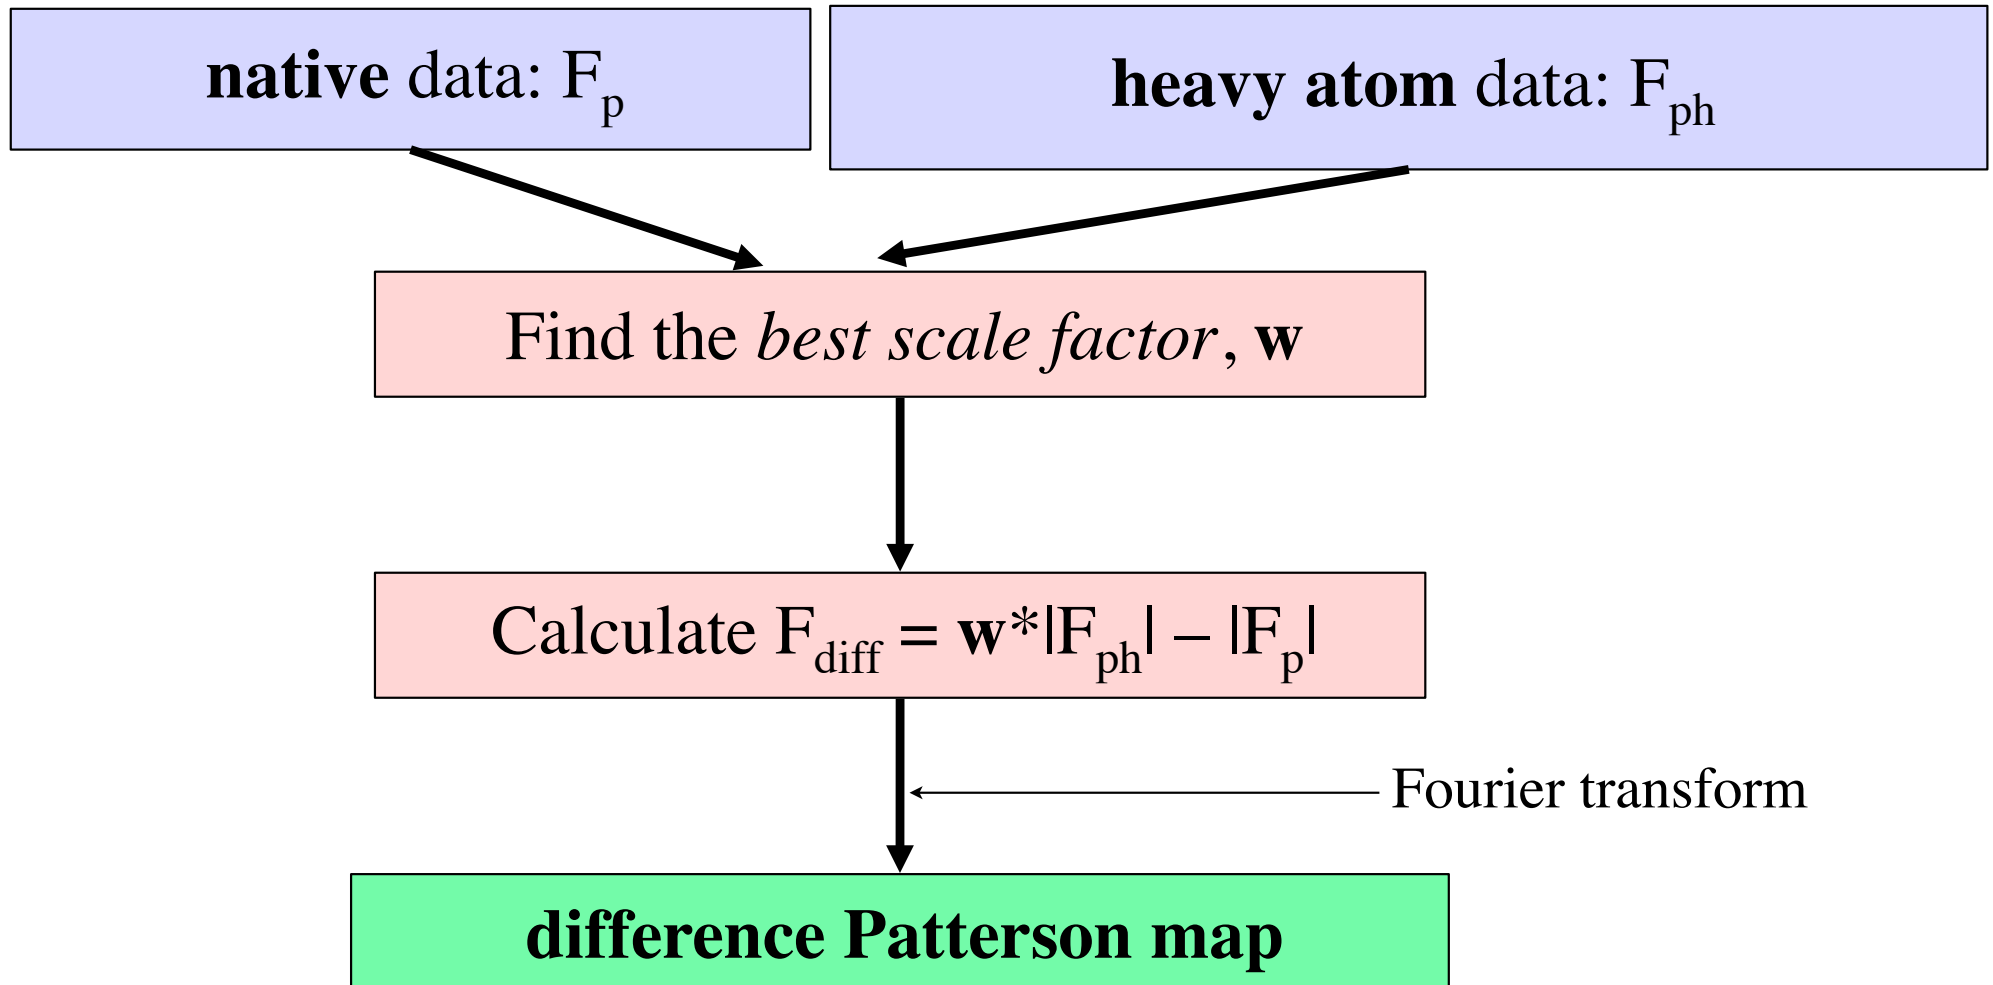 native data: Fp
heavy atom data: Fph
Find the best scale factor, w
Calculate Fdiff = w*|Fph| – |Fp|
Fourier transform
difference Patterson map